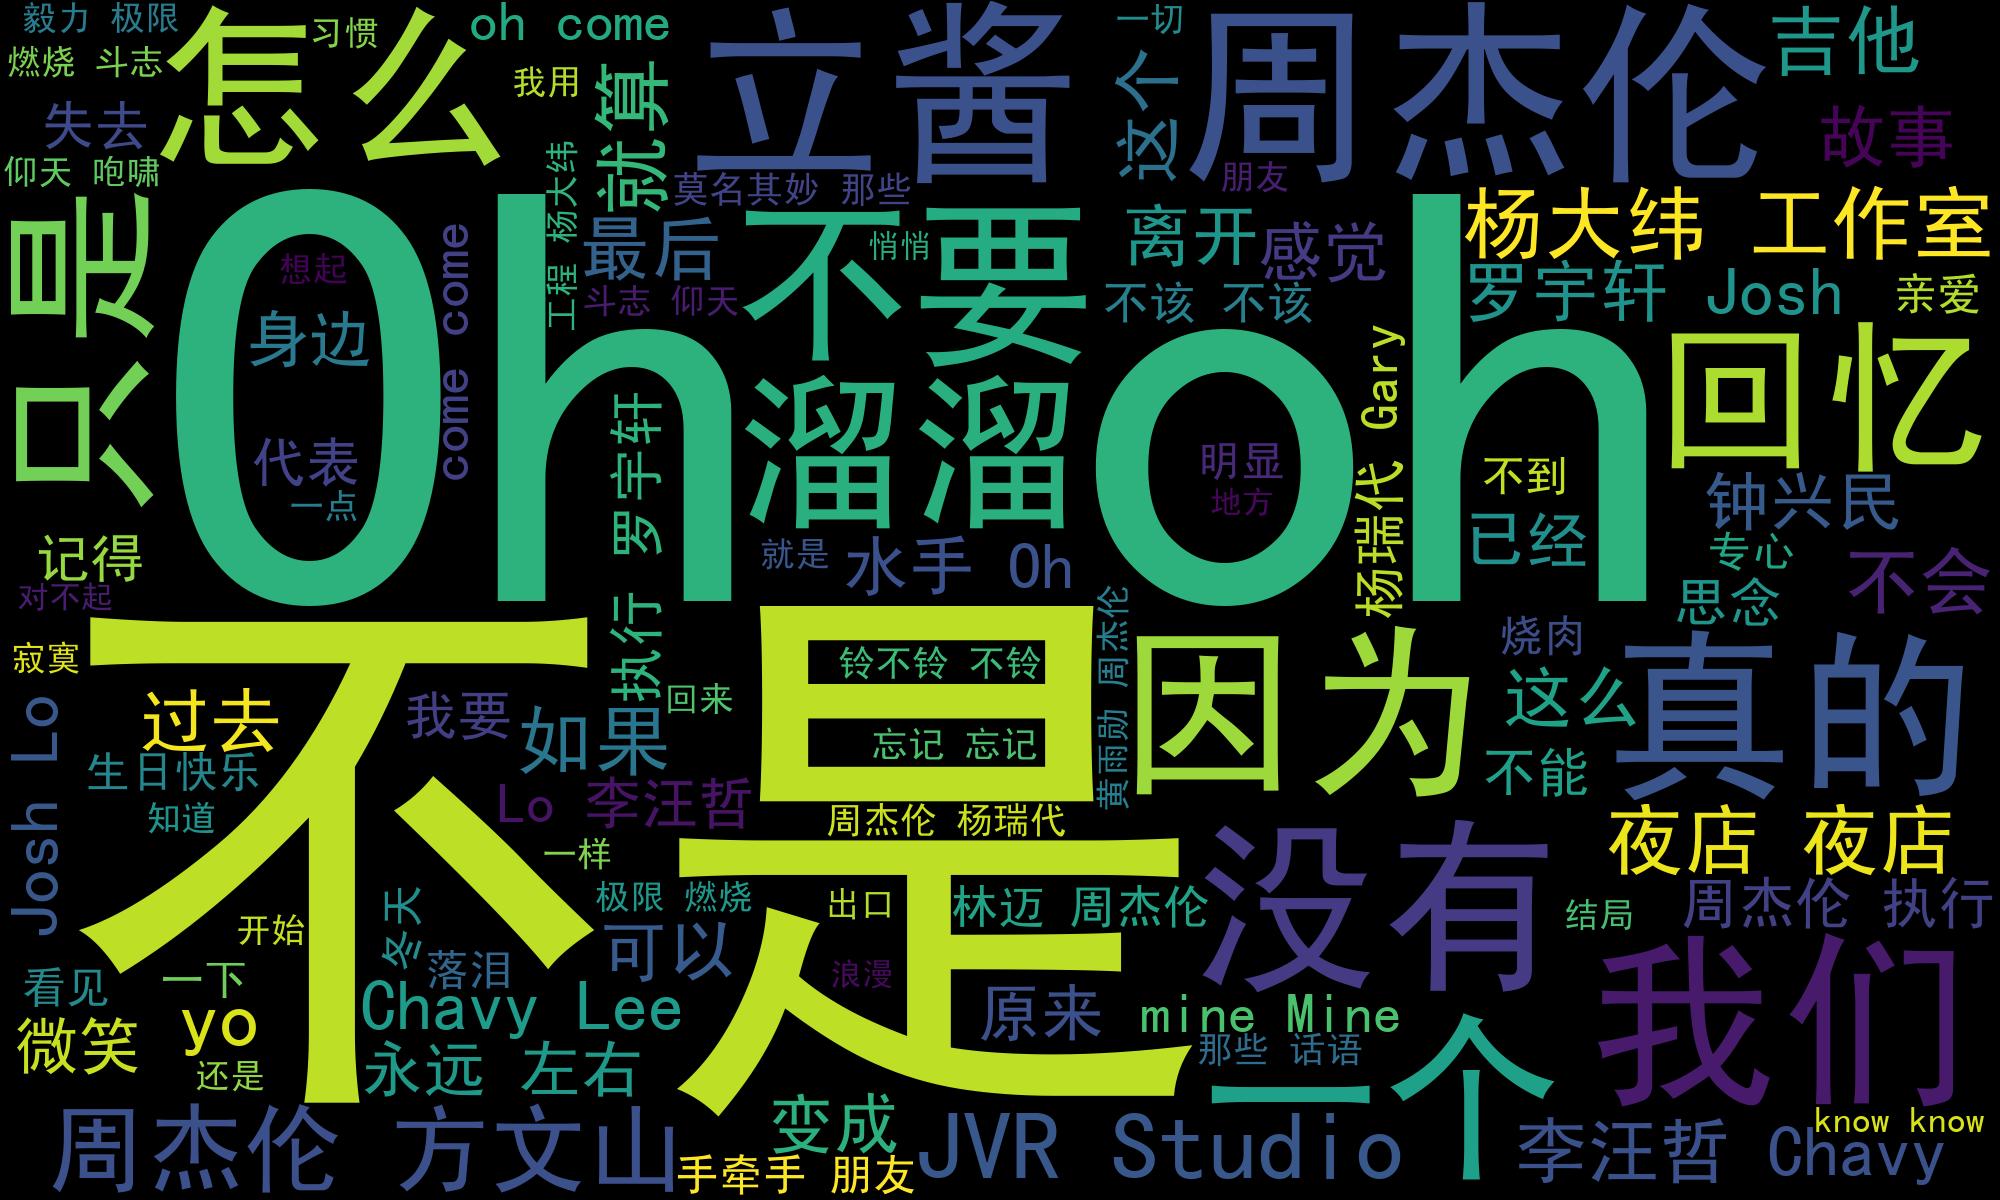 毅力 极限
习惯
oh come
一切
怎么
立酱
周杰伦
吉他
燃烧 斗志
我用
就算
这个
失去
故事
仰天 咆哮
工程 杨大纬
莫名其妙 那些
朋友
只是
Oh oh
最后
不要
悄悄
离开
感觉
杨大纬 工作室
想起
come come
斗志 仰天
不该 不该
罗宇轩 Josh
亲爱
身边
溜溜
杨瑞代 Gary
回忆
代表
执行 罗宇轩
明显
不到
一点
地方
已经
钟兴民
记得
就是
水手 Oh
专心
不会
对不起
思念
不是
黄雨勋 周杰伦
因为
烧肉
寂寞
铃不铃 不铃
真的
Josh Lo
过去
我要
如果
回来
这么
忘记 忘记
生日快乐
不能
知道
Lo 李汪哲
周杰伦 杨瑞代
夜店 夜店
一样
没有
冬天
极限 燃烧
出口
林迈 周杰伦
结局
周杰伦 执行
开始
落泪
可以
浪漫
我们
看见
一下
Chavy Lee
原来
mine Mine
微笑
yo
那些 话语
一个
还是
永远 左右
周杰伦 方文山
变成
JVR Studio
李汪哲 Chavy
know know
手牵手 朋友